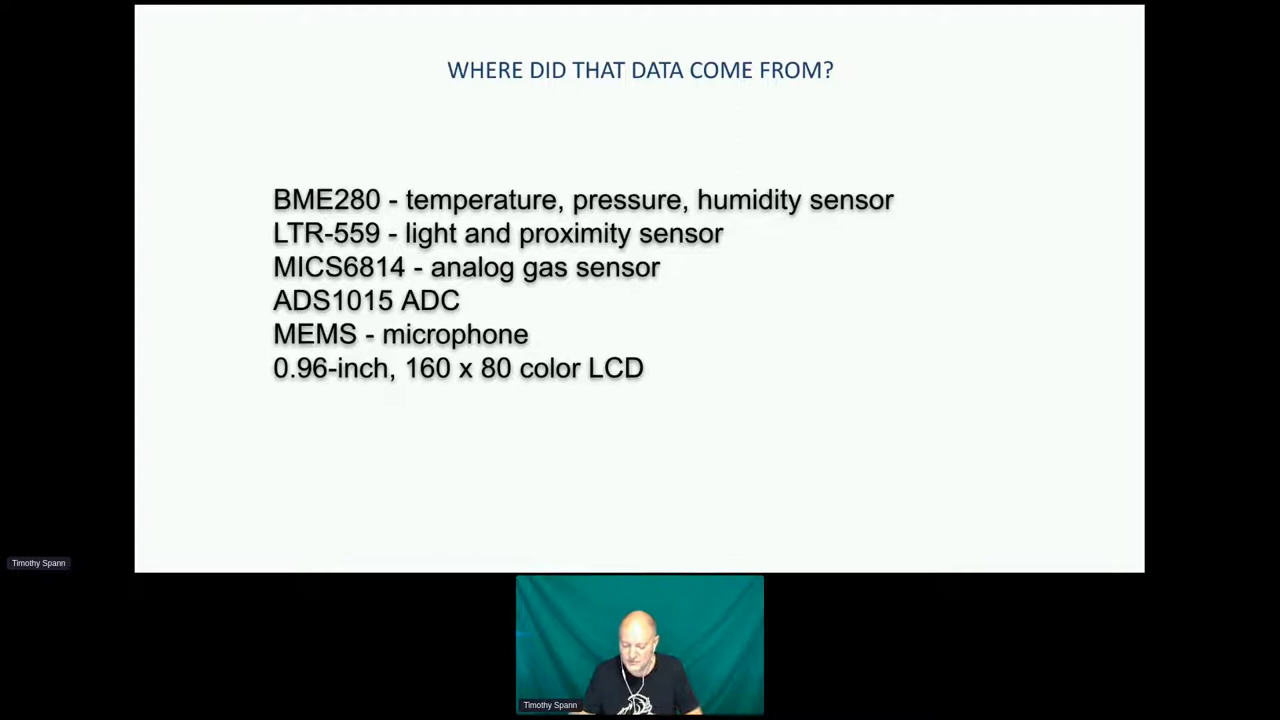 WHERE DID THAT DATA COME FROM?
BME280 - temperature, pressure, humidity sensor
LTR-559 - light and proximity sensor
MICS6814 - analog gas sensor
ADS1015 ADC
MEMS - microphone
0.96-inch, 160 x 80 color LCD
Timothy Spann
Timothy Spann